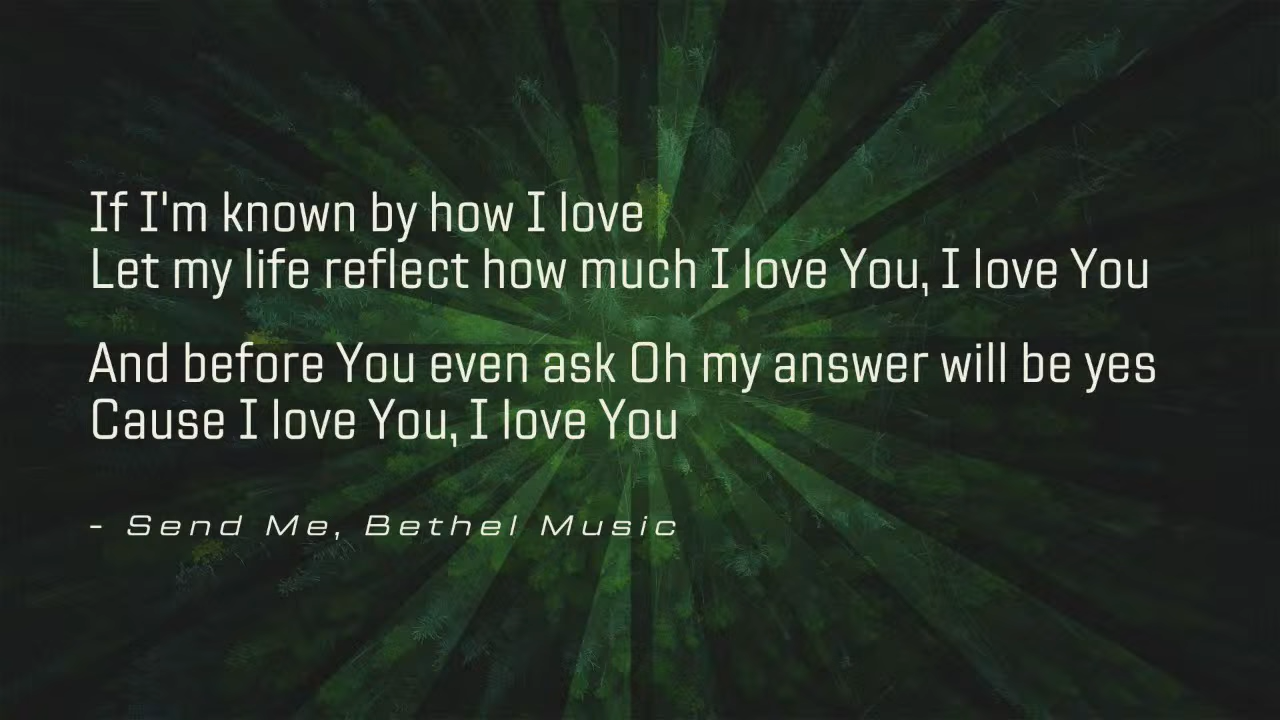 If I'm known by how I love
Let my life reflect how much I love You, I love You
And before You even ask Oh my answer will be yes
Cause I love You, I love You
- Send Me, Bethel Music